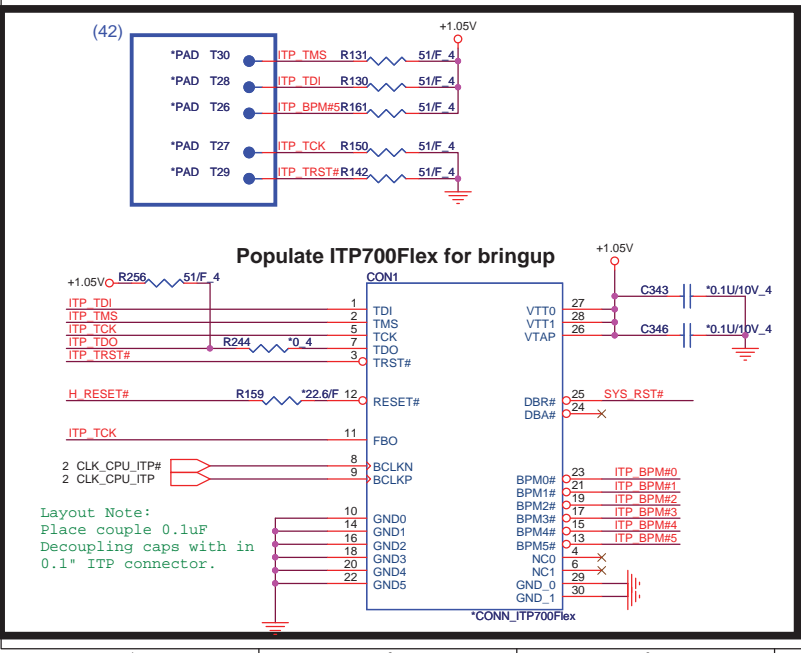 (42)
+1.05V
*PAD T30 ITP_TMS R131 51/F_4
*PAD T28 ITP_TDI R130 51/F_4
*PAD T26 ITP_BPM#5 R161 51/F_4
*PAD T27 ITP_TCK R150 51/F_4
*PAD T29 ITP_TRST# R142 51/F_4
Populate ITP700Flex for bringup
+1.05V
+1.05V R256 51/F_4
CON1
C343 *0.1U/10V_4
C346 *0.1U/10V_4
ITP_TDI 1 TDI
ITP_TMS 2 TMS
ITP_TCK 5 TCK
ITP_TDO R244 *0_4 7 TDO
ITP_TRST# 3 TRST#
H_RESET# R159 *22.6/F 12 RESET#
ITP_TCK 11 FBO
2 CLK_CPU_ITP# 8 BCLKN
2 CLK_CPU_ITP 9 BCLKP
10 GND0
14 GND1
16 GND2
18 GND3
20 GND4
22 GND5
VTT0 27
VTT1 28
VTAP 26
DBR# 25 SYS_RST#
DBA# 24
BPM0# 23 ITP_BPM#0
BPM1# 21 ITP_BPM#1
BPM2# 19 ITP_BPM#2
BPM3# 17 ITP_BPM#3
BPM4# 15 ITP_BPM#4
BPM5# 13 ITP_BPM#5
NC0 4
NC1 6
GND_0 29
GND_1 30
*CONN_ITP700Flex
Layout Note:
Place couple 0.1uF
Decoupling caps with in
0.1" ITP connector.